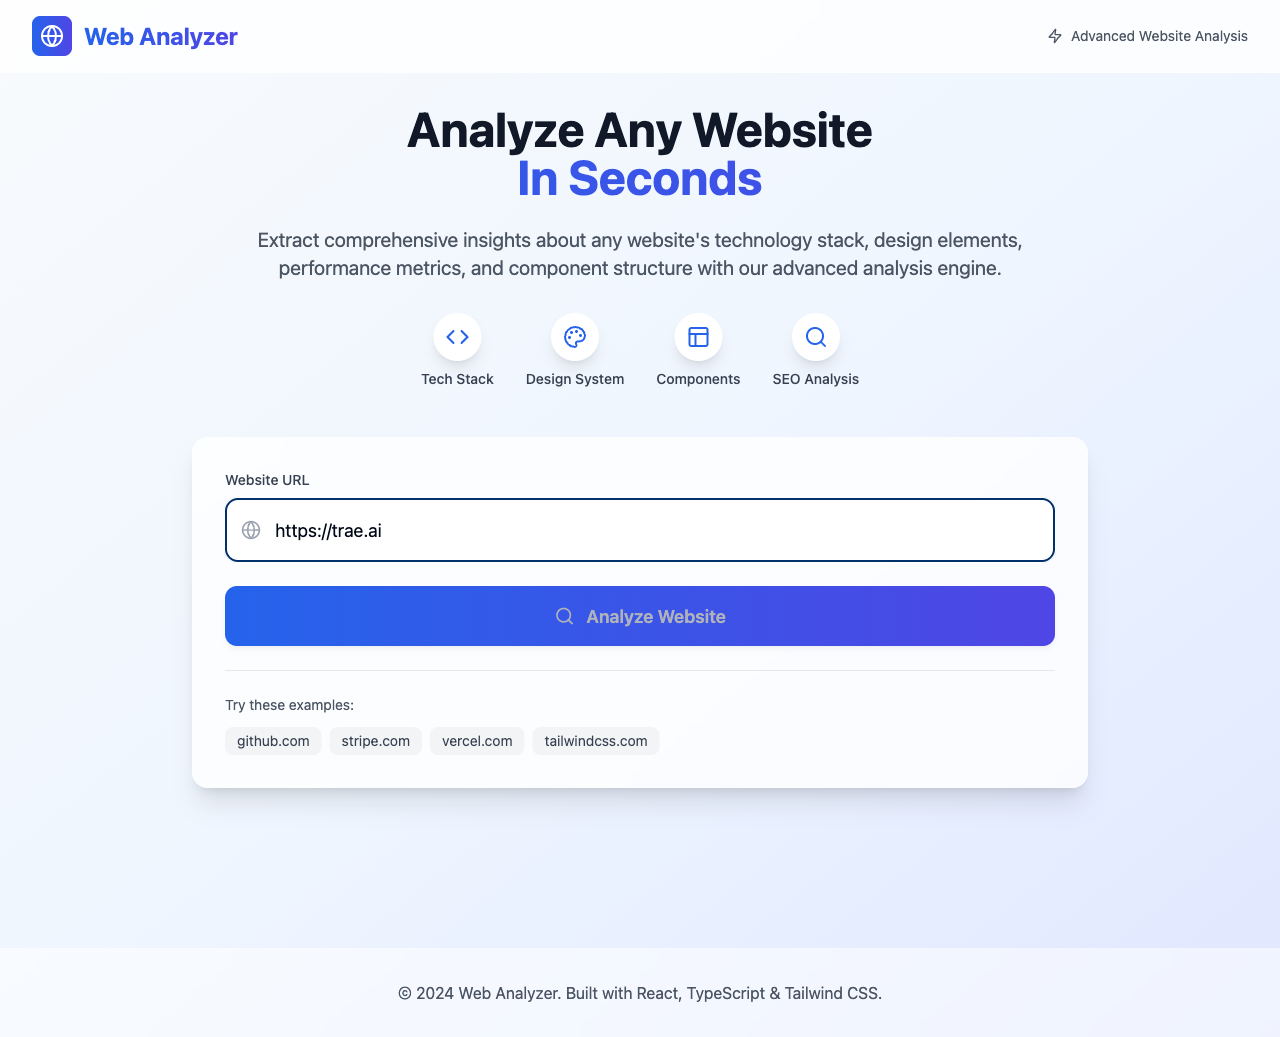 Web Analyzer
Advanced Website Analysis
Analyze Any Website
In Seconds
Extract comprehensive insights about any website's technology stack, design elements,
performance metrics, and component structure with our advanced analysis engine.
Tech Stack
Design System
Components
SEO Analysis
Website URL
https://trae.ai
Analyze Website
Try these examples:
github.com
stripe.com
vercel.com
tailwindcss.com
© 2024 Web Analyzer. Built with React, TypeScript & Tailwind CSS.